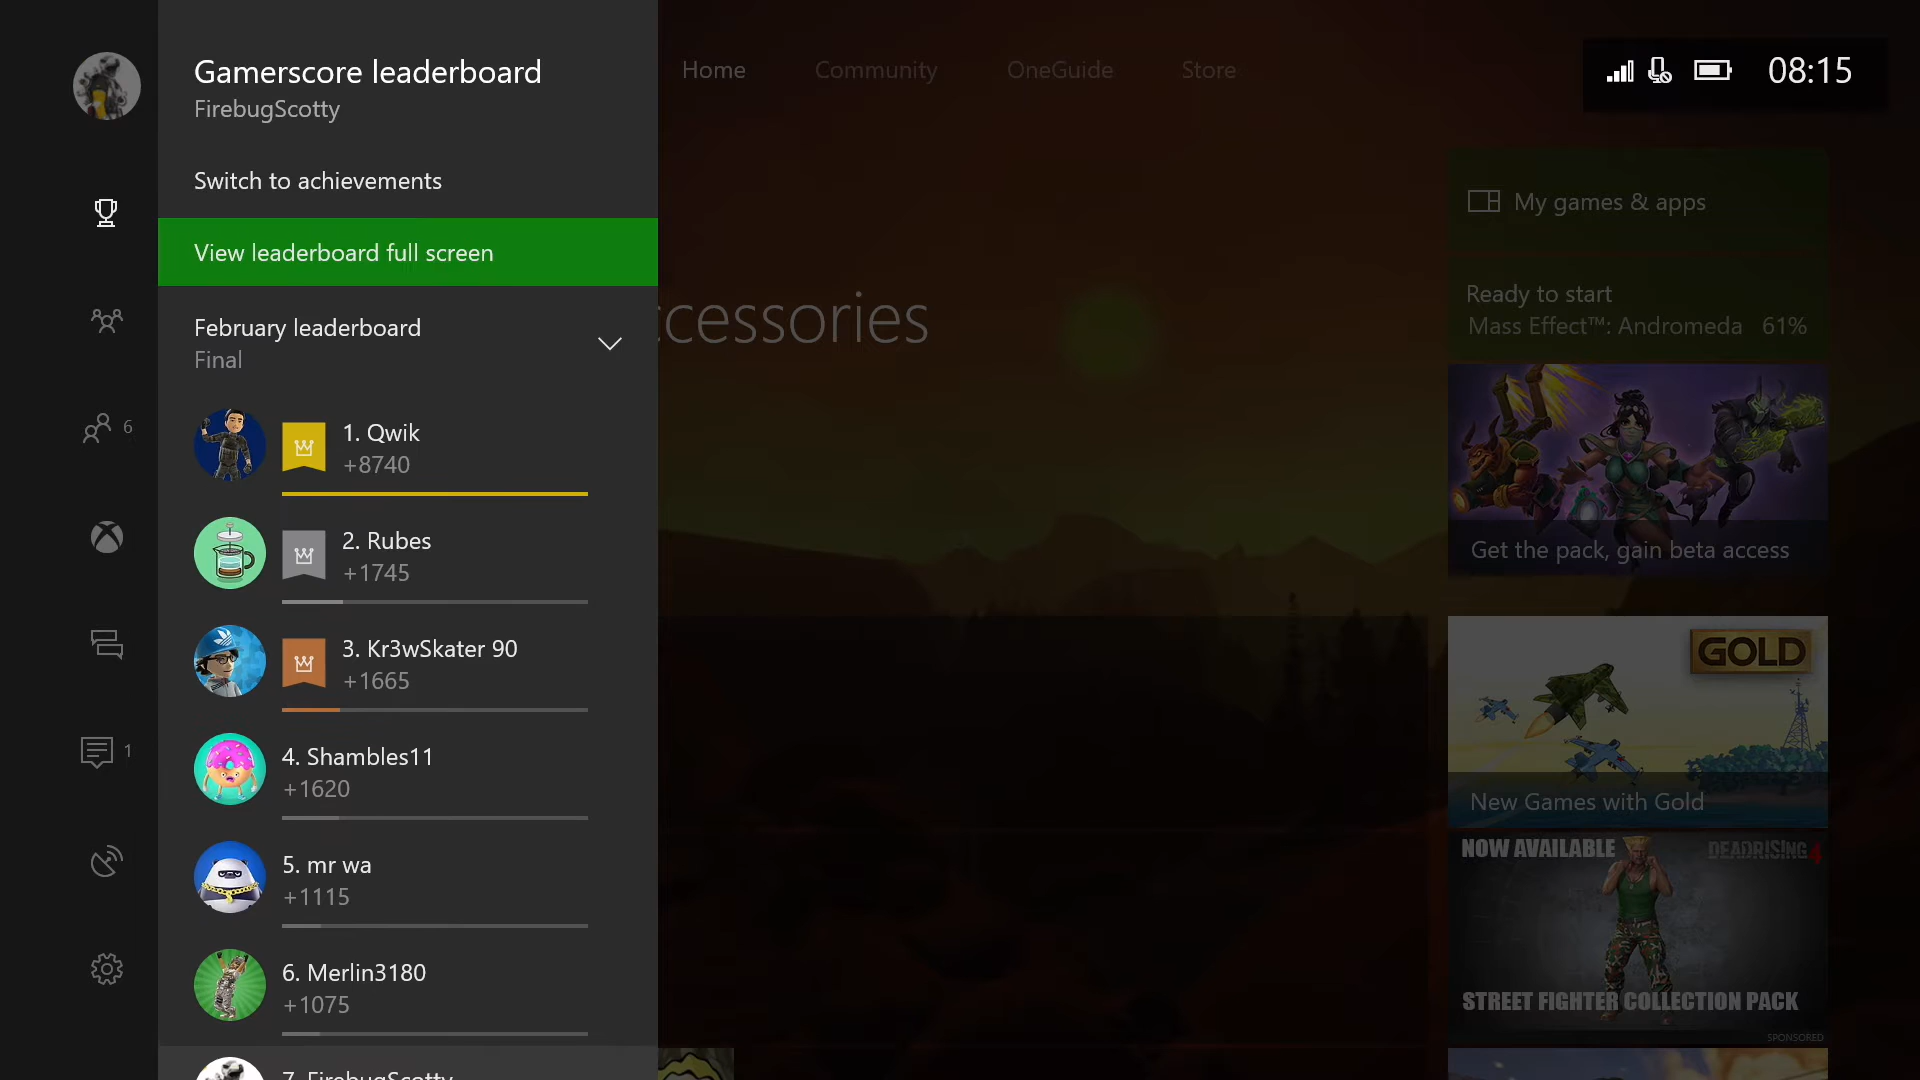 Gamerscore leaderboard
FirebugScotty
Switch to achievements
View leaderboard full screen
February leaderboard
Final
1. Qwik
+8740
2. Rubes
+1745
3. Kr3wSkater 90
+1665
4. Shambles11
+1620
5. mr wa
+1115
6. Merlin3180
+1075
7. FirebugScotty
6
1
Home
Community
OneGuide
Store
08:15
ccessories
My games & apps
Ready to start
Mass Effect™: Andromeda 61%
Get the pack, gain beta access
GOLD
New Games with Gold
NOW AVAILABLE
DEADRISING 4
STREET FIGHTER COLLECTION PACK
SPONSORED